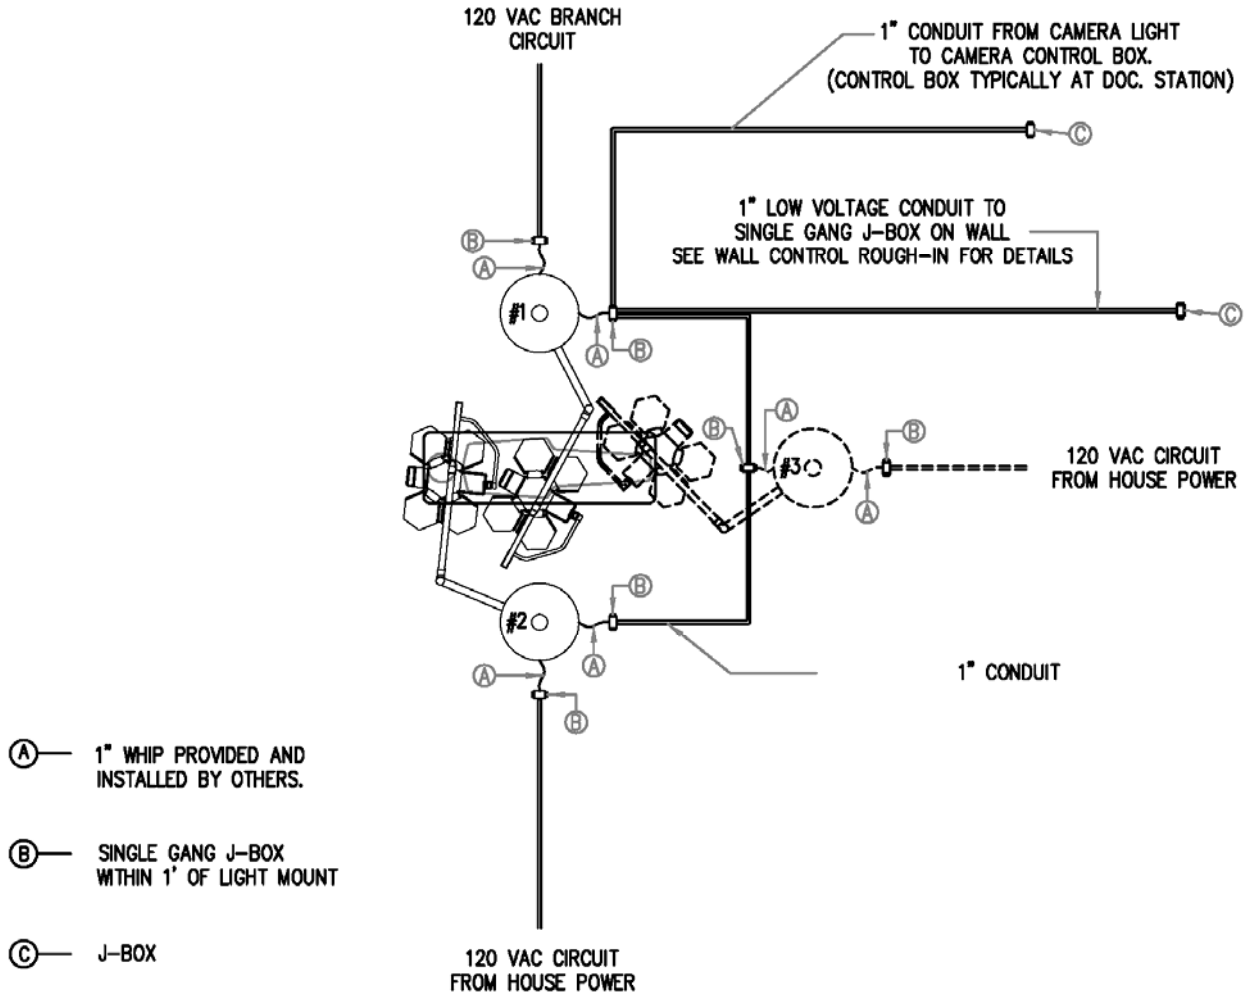 120 VAC BRANCH
CIRCUIT
1" CONDUIT FROM CAMERA LIGHT
TO CAMERA CONTROL BOX.
(CONTROL BOX TYPICALLY AT DOC. STATION)
C
1" LOW VOLTAGE CONDUIT TO
SINGLE GANG J-BOX ON WALL
SEE WALL CONTROL ROUGH-IN FOR DETAILS
B
A
#1
C
A
B
A
B
B
#3
120 VAC CIRCUIT
FROM HOUSE POWER
A
B
#2
A
A
1" CONDUIT
B
A
1" WHIP PROVIDED AND
INSTALLED BY OTHERS.
B
SINGLE GANG J-BOX
WITHIN 1' OF LIGHT MOUNT
C
J-BOX
120 VAC CIRCUIT
FROM HOUSE POWER